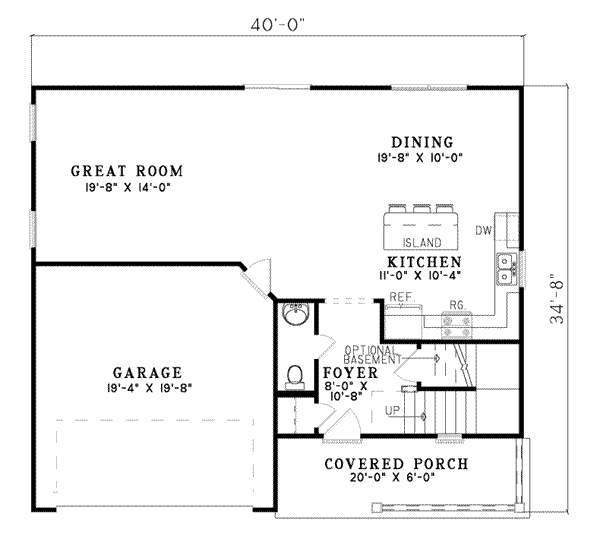 40'-0"
DINING
19'-8" X 10'-0"
GREAT ROOM
19'-8" X 14'-0"
DW
ISLAND
KITCHEN
11'-0" X 10'-4"
34'-8"
REF.
RG.
OPTIONAL
BASEMENT
GARAGE
19'-4" X 19'-8"
FOYER
8'-0" X
10'-8"
UP
COVERED PORCH
20'-0" X 6'-0"